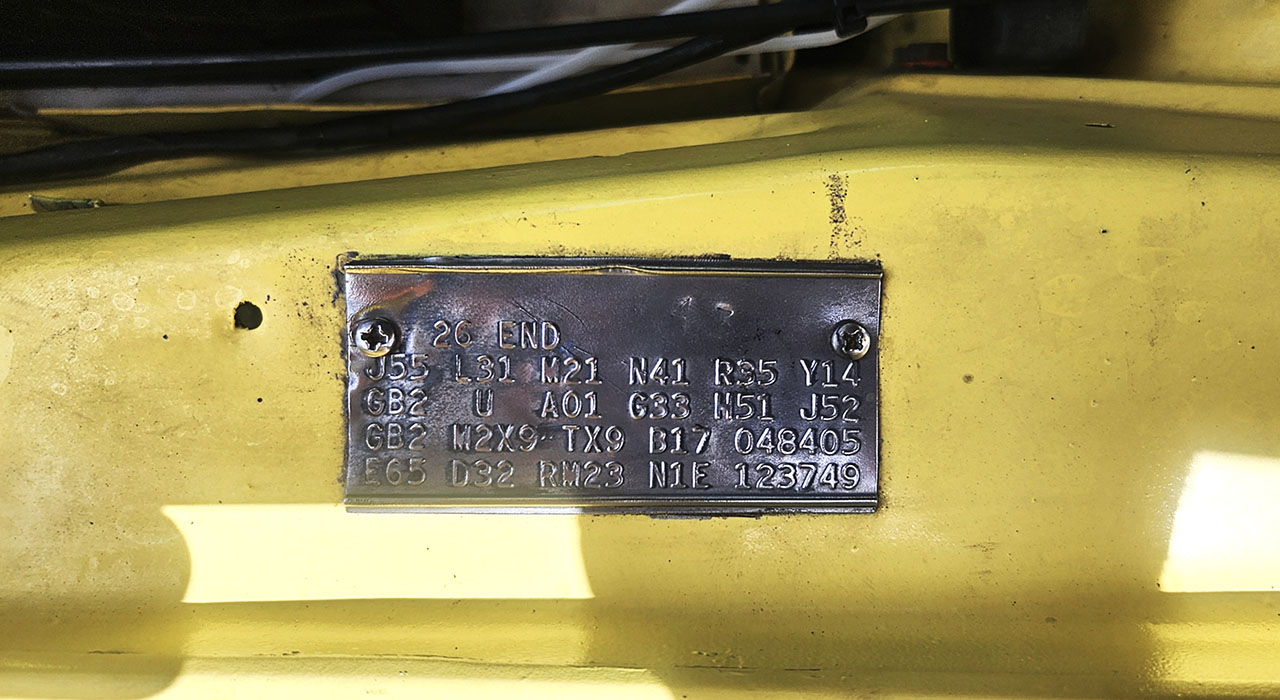 26 END
J55 L31 M21 N41 R35 Y14
GB2 U A01 G33 H51 J52
GB2 M2X9 TX9 B17 048405
E65 D32 RM23 N1E 123749